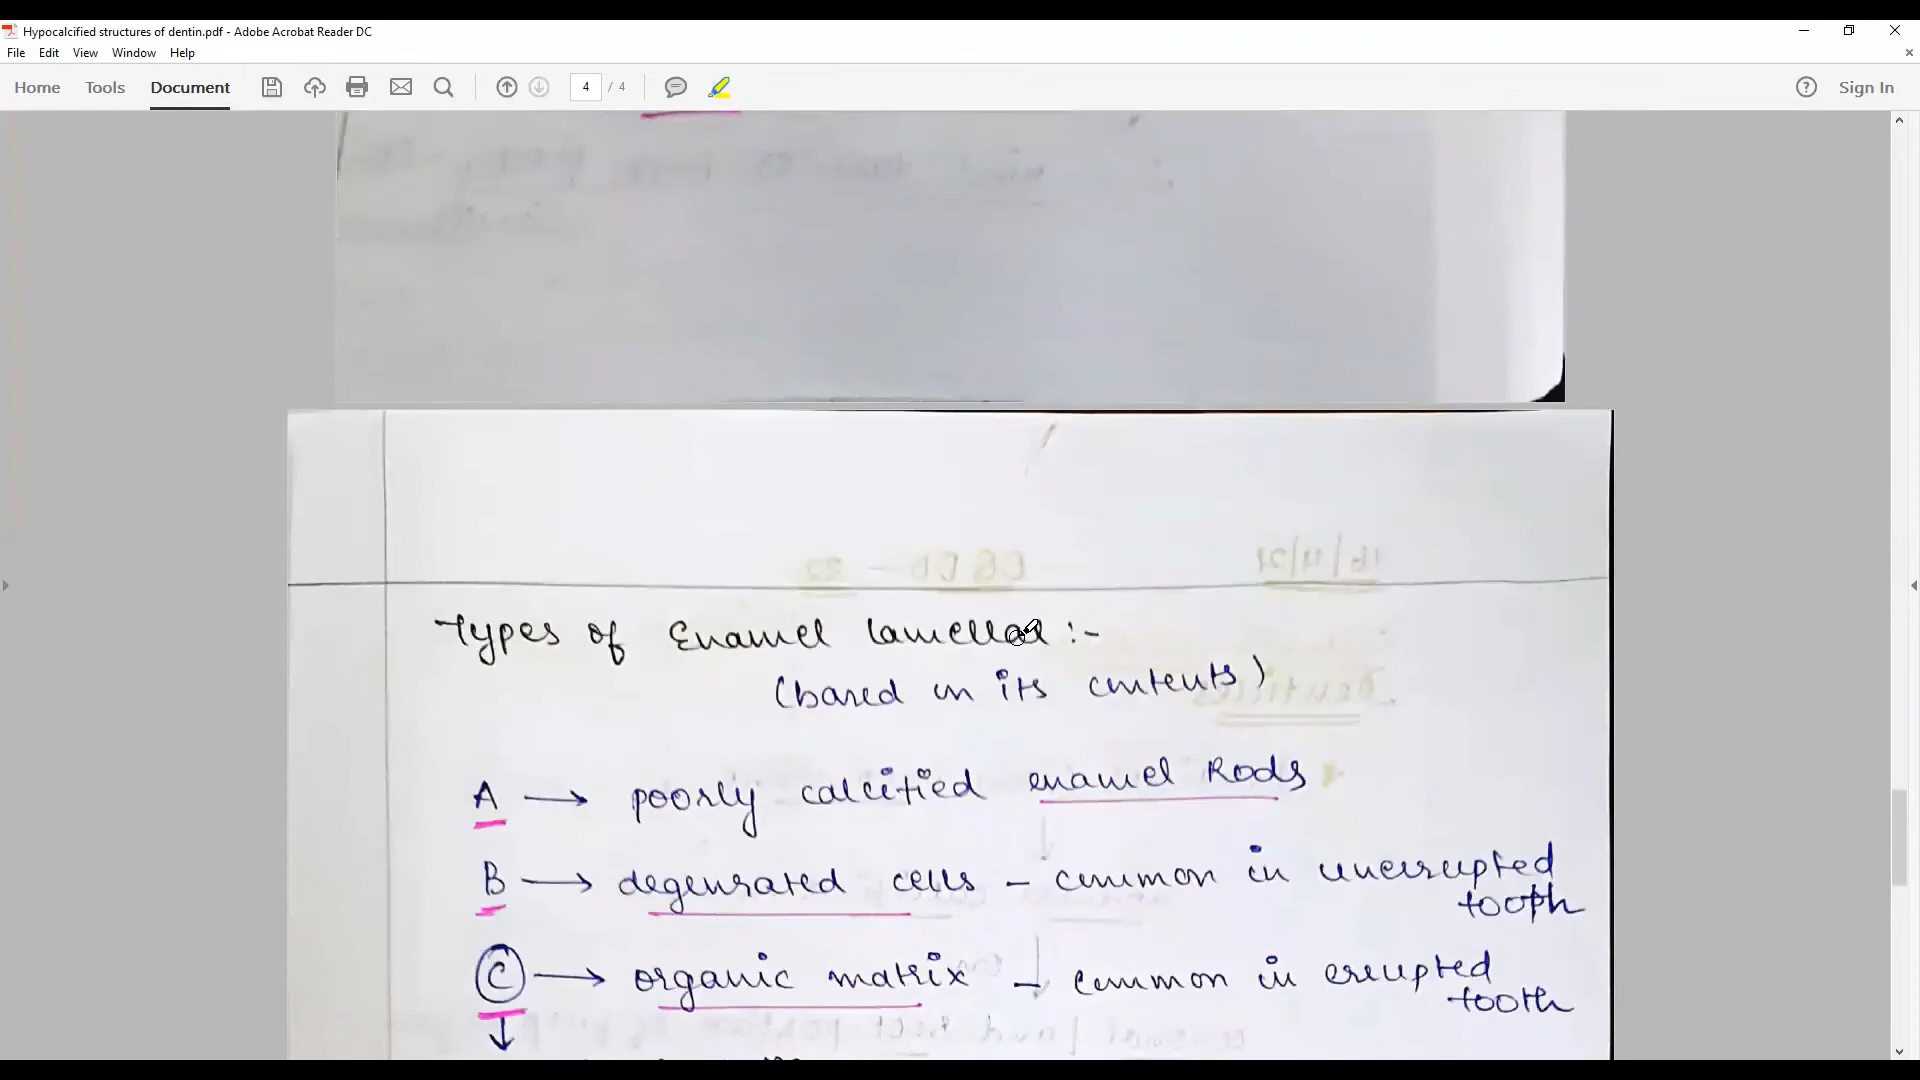 Hypocalcified structures of dentin.pdf - Adobe Acrobat Reader DC
File Edit View Window Help
Home Tools Document 4 / 4 Sign In
Types of Enamel lamellae :-
(based on its contents)
A → poorly calcified enamel Rods
B → degenrated cells - common in unerupted
tooth
C → organic matrix - common in erupted
tooth